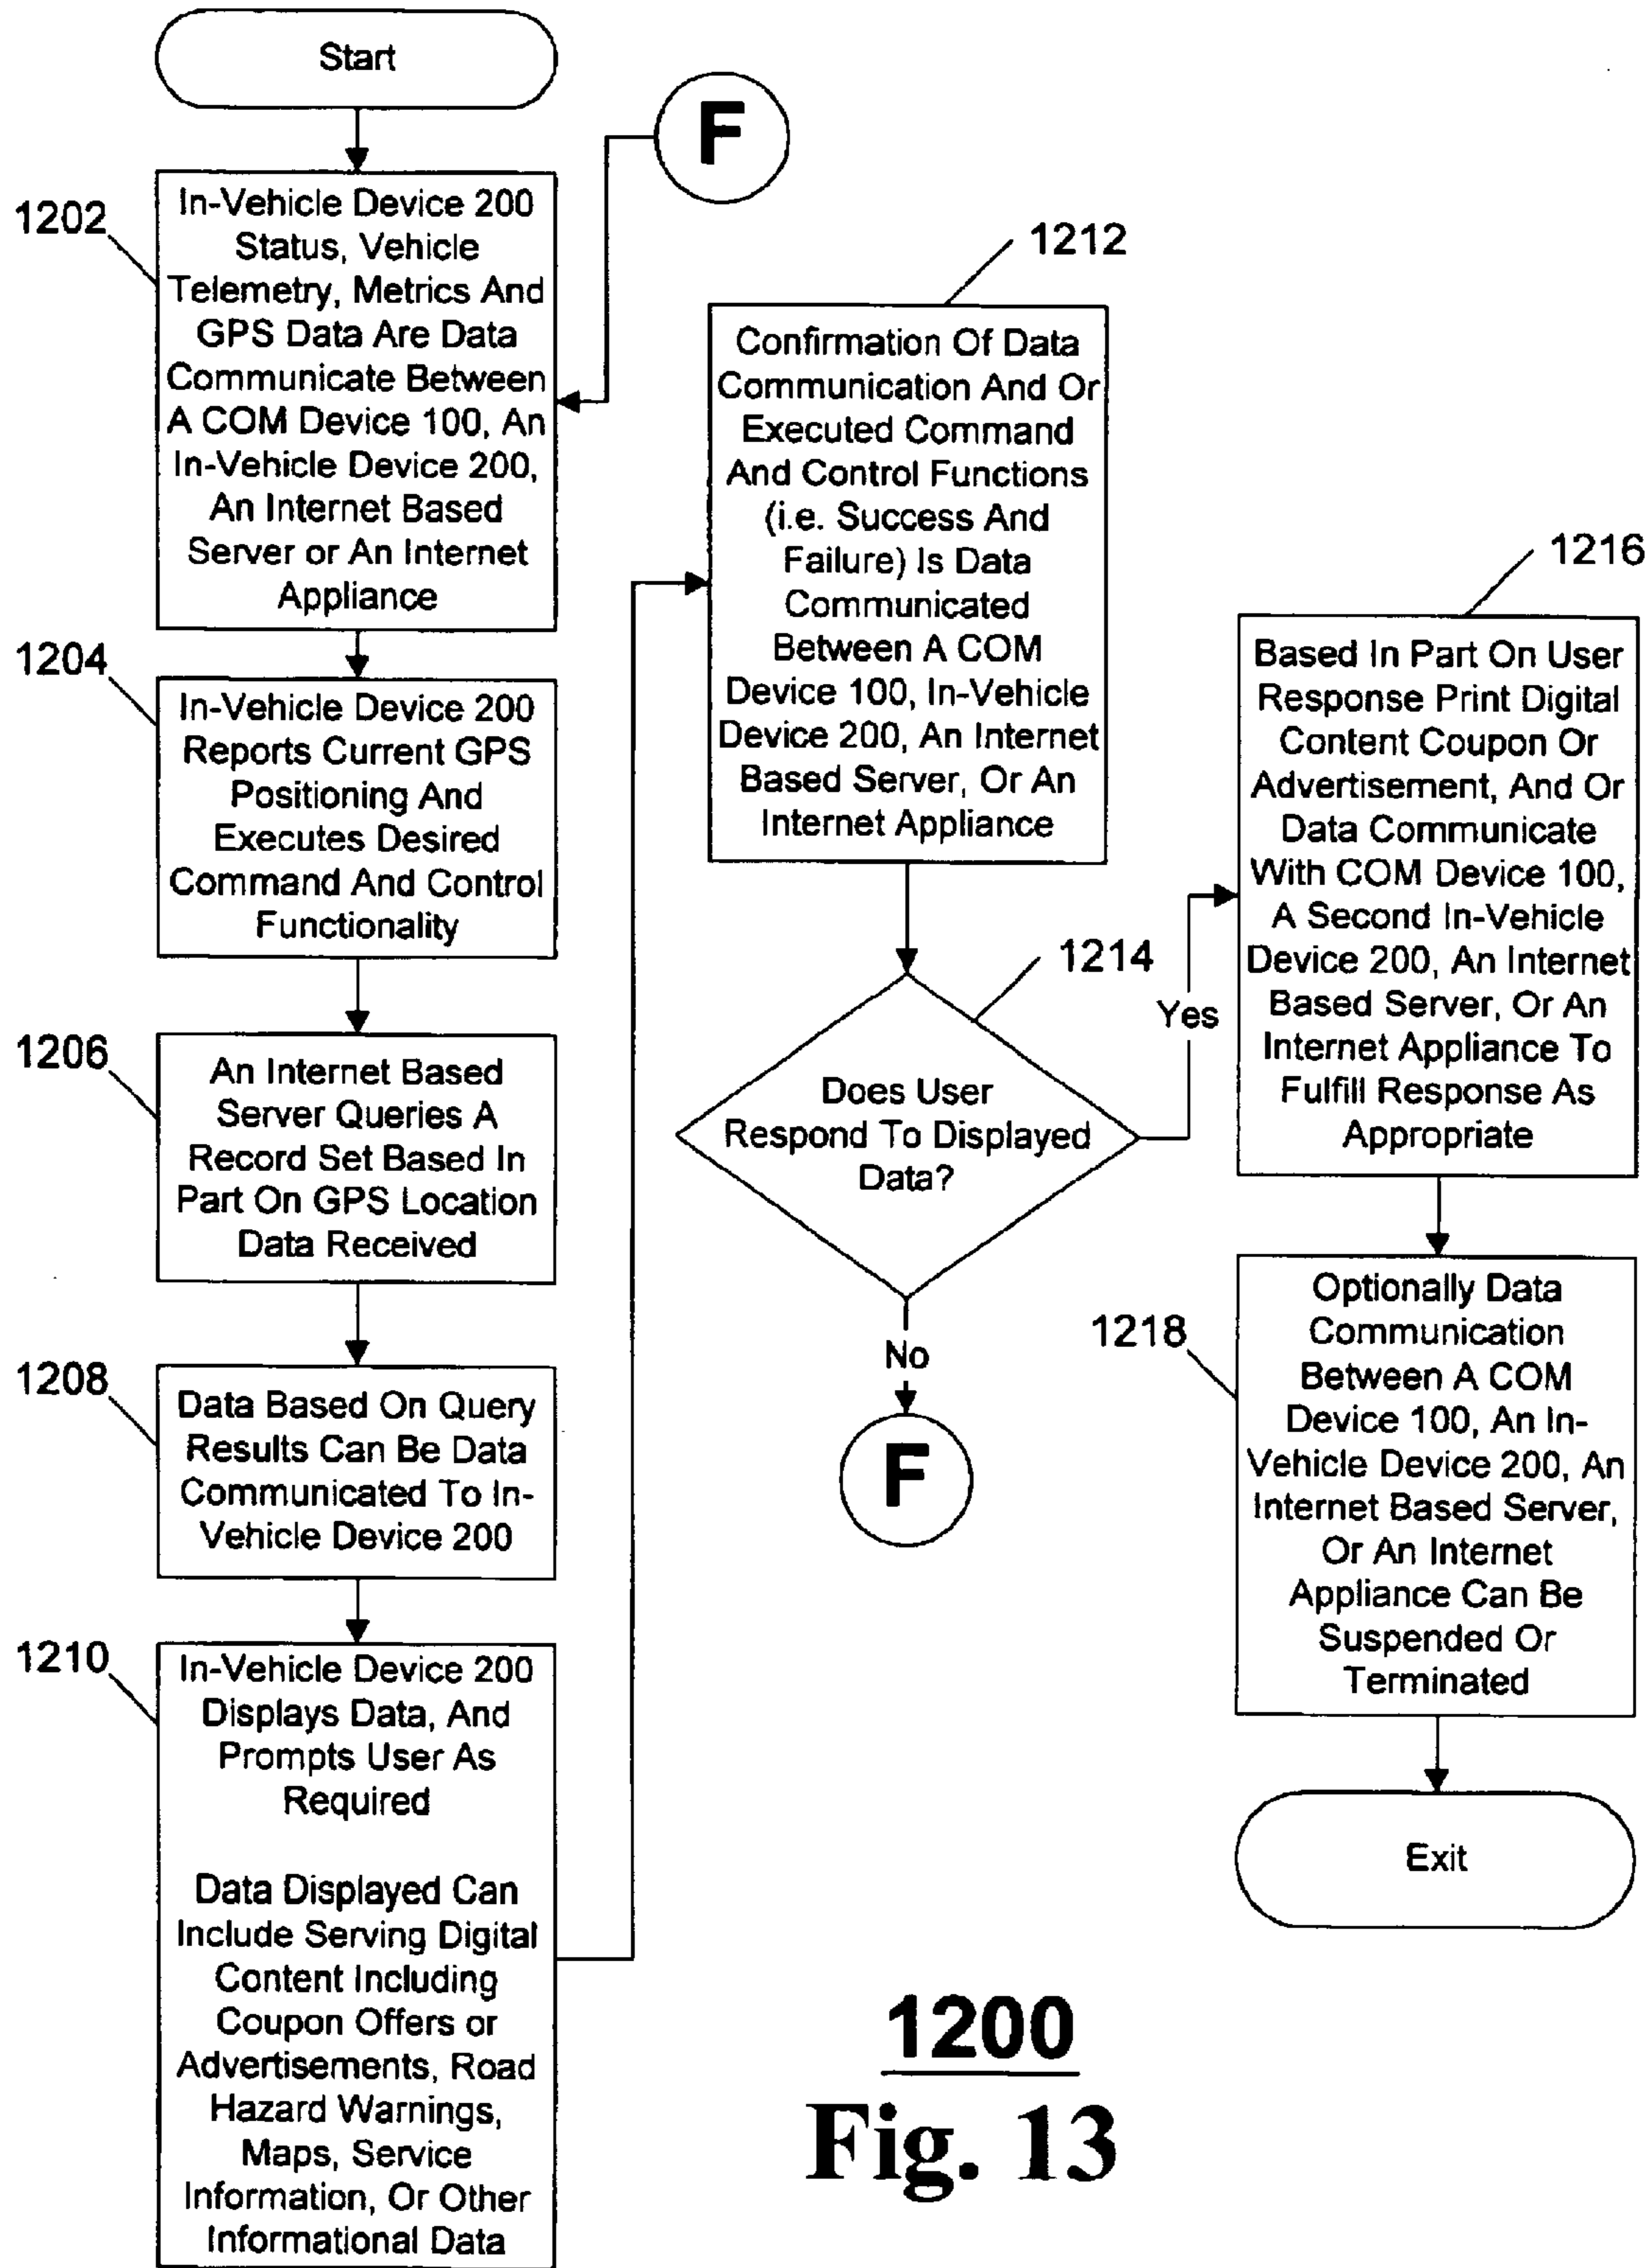 Start
F
1202
In-Vehicle Device 200
Status, Vehicle
Telemetry, Metrics And
GPS Data Are Data
Communicate Between
A COM Device 100, An
In-Vehicle Device 200,
An Internet Based
Server or An Internet
Appliance
1204
In-Vehicle Device 200
Reports Current GPS
Positioning And
Executes Desired
Command And Control
Functionality
1206
An Internet Based
Server Queries A
Record Set Based In
Part On GPS Location
Data Received
1208
Data Based On Query
Results Can Be Data
Communicated To In-
Vehicle Device 200
1210
In-Vehicle Device 200
Displays Data, And
Prompts User As
Required
Data Displayed Can
Include Serving Digital
Content Including
Coupon Offers or
Advertisements, Road
Hazard Warnings,
Maps, Service
Information, Or Other
Informational Data
1212
Confirmation Of Data
Communication And Or
Executed Command
And Control Functions
(i.e. Success And
Failure) Is Data
Communicated
Between A COM
Device 100, In-Vehicle
Device 200, An Internet
Based Server, Or An
Internet Appliance
1214
Does User
Respond To Displayed
Data?
Yes
No
F
1216
Based In Part On User
Response Print Digital
Content Coupon Or
Advertisement, And Or
Data Communicate
With COM Device 100,
A Second In-Vehicle
Device 200, An Internet
Based Server, Or An
Internet Appliance To
Fulfill Response As
Appropriate
1218
Optionally Data
Communication
Between A COM
Device 100, An In-
Vehicle Device 200, An
Internet Based Server,
Or An Internet
Appliance Can Be
Suspended Or
Terminated
Exit
1200
Fig. 13